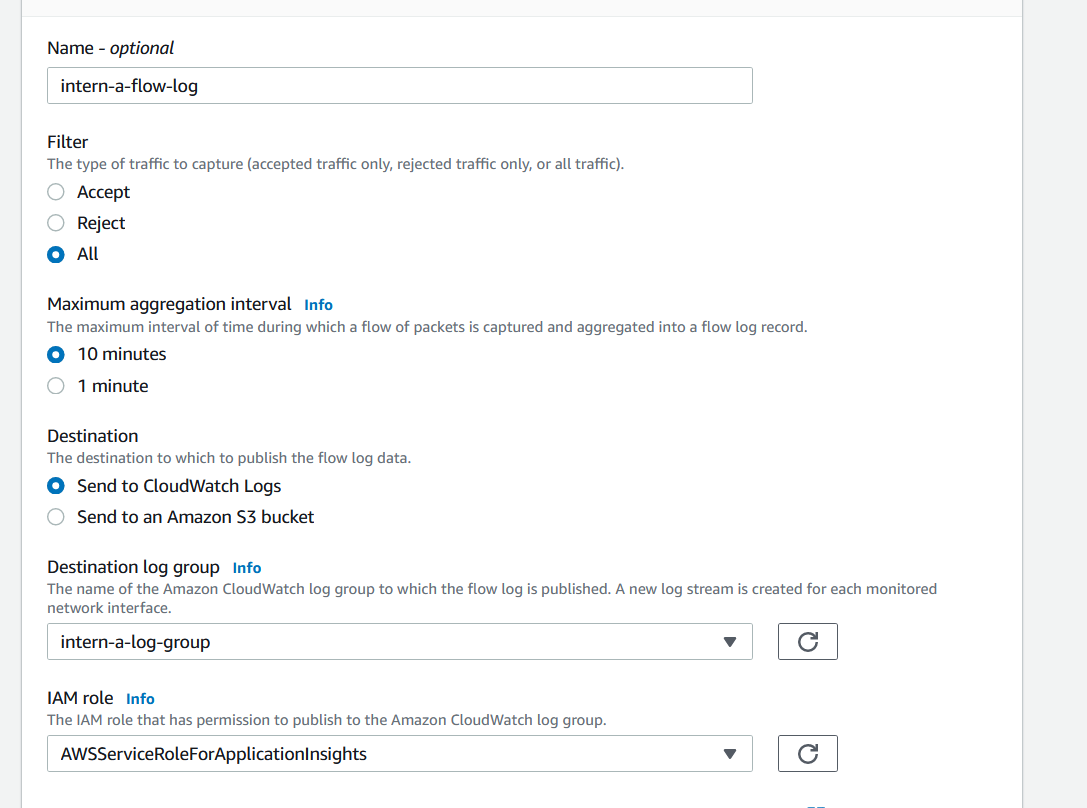 Name - optional
intern-a-flow-log
Filter
The type of traffic to capture (accepted traffic only, rejected traffic only, or all traffic).
Accept
Reject
All
Maximum aggregation interval Info
The maximum interval of time during which a flow of packets is captured and aggregated into a flow log record.
10 minutes
1 minute
Destination
The destination to which to publish the flow log data.
Send to CloudWatch Logs
Send to an Amazon S3 bucket
Destination log group Info
The name of the Amazon CloudWatch log group to which the flow log is published. A new log stream is created for each monitored
network interface.
intern-a-log-group
IAM role Info
The IAM role that has permission to publish to the Amazon CloudWatch log group.
AWSServiceRoleForApplicationInsights